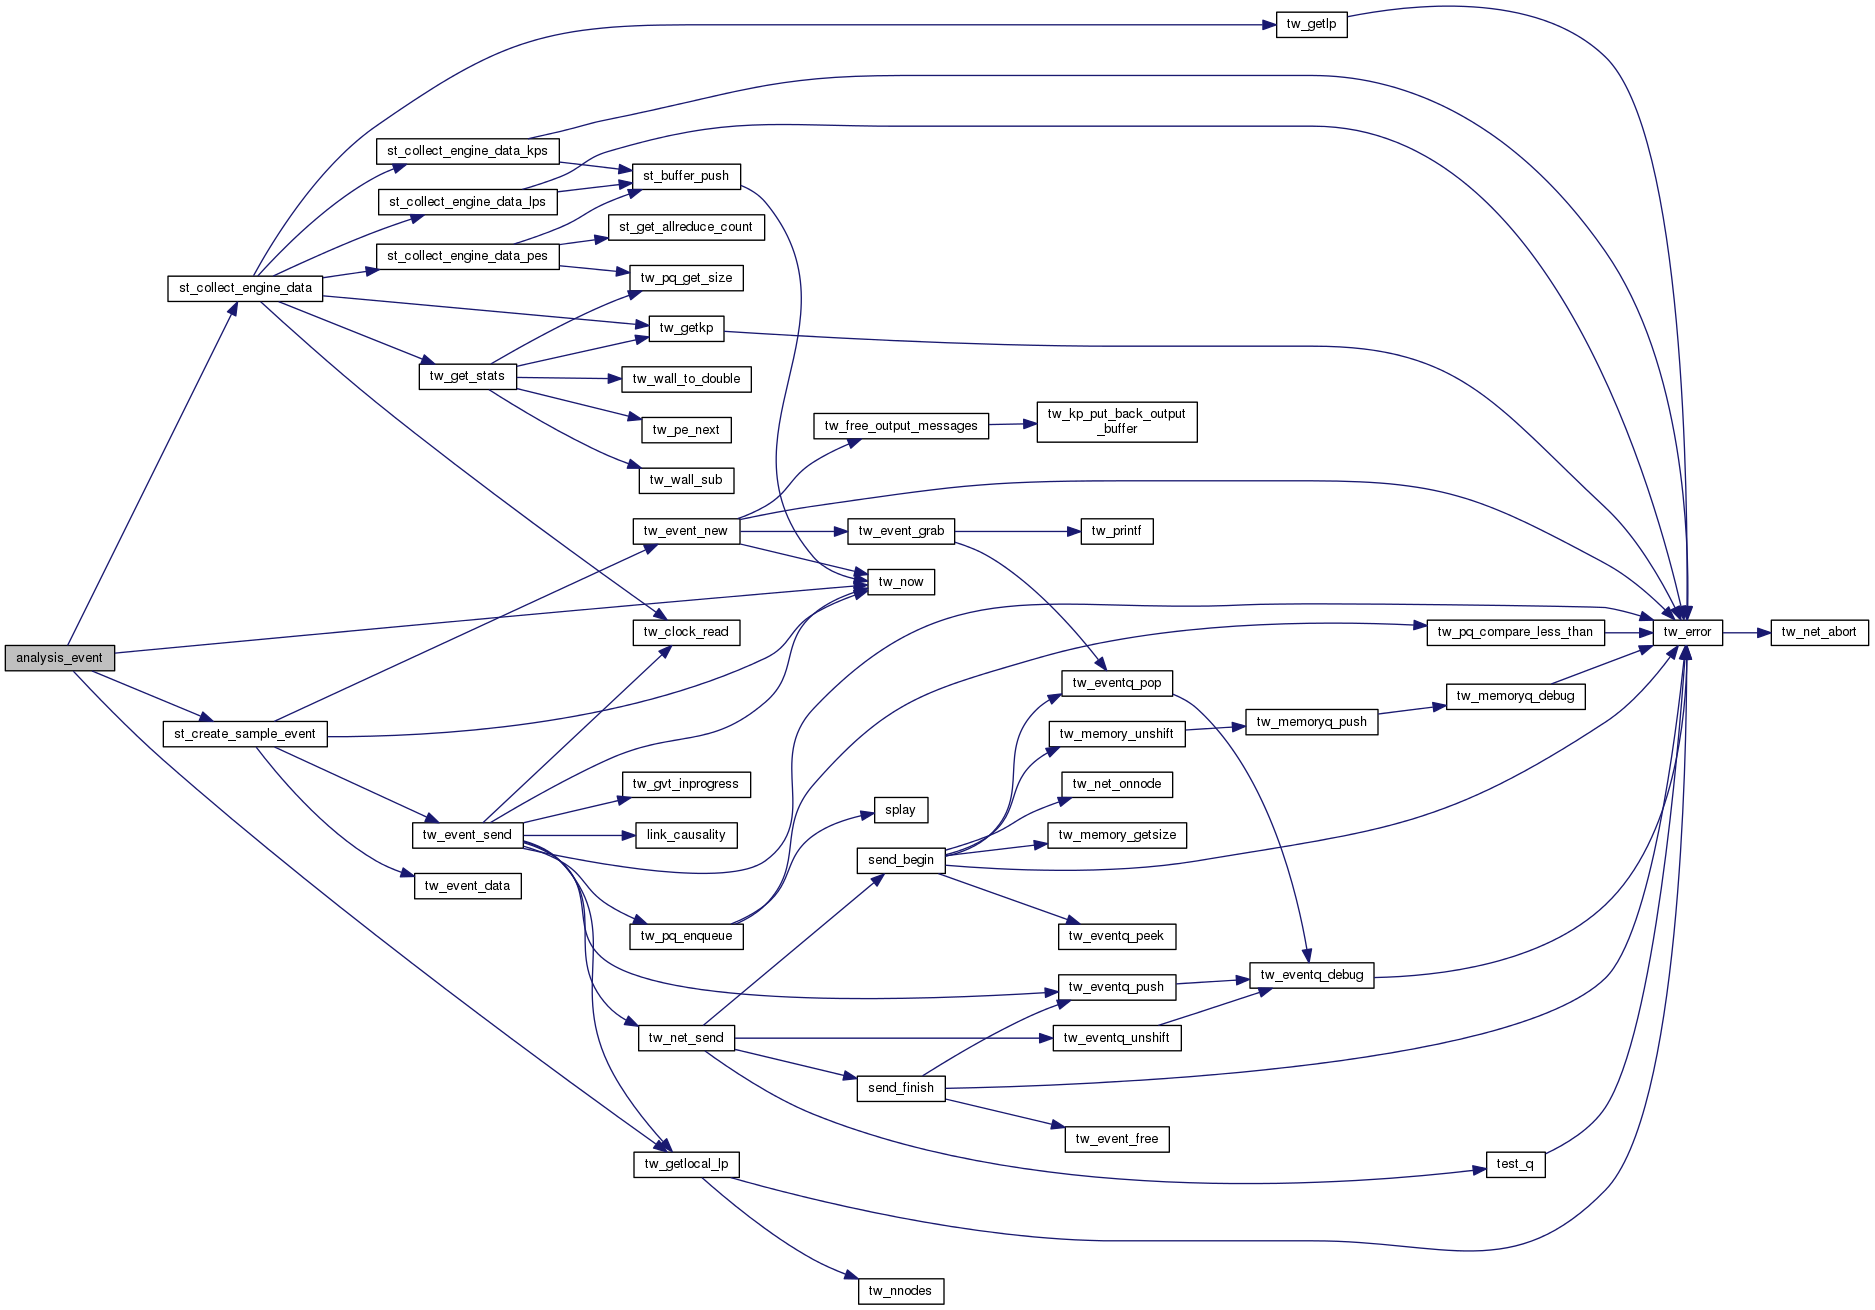 tw_getlp
st_collect_engine_data_kps
st_buffer_push
st_collect_engine_data_lps
st_get_allreduce_count
st_collect_engine_data_pes
tw_pq_get_size
st_collect_engine_data
tw_getkp
tw_get_stats
tw_wall_to_double
tw_pe_next
tw_free_output_messages
tw_kp_put_back_output
_buffer
tw_wall_sub
tw_event_new
tw_event_grab
tw_printf
tw_now
tw_clock_read
tw_pq_compare_less_than
tw_error
tw_net_abort
analysis_event
tw_eventq_pop
tw_memoryq_debug
st_create_sample_event
tw_memory_unshift
tw_memoryq_push
tw_gvt_inprogress
tw_net_onnode
splay
tw_event_send
link_causality
tw_memory_getsize
send_begin
tw_event_data
tw_pq_enqueue
tw_eventq_peek
tw_eventq_debug
tw_eventq_push
tw_net_send
tw_eventq_unshift
send_finish
tw_event_free
tw_getlocal_lp
test_q
tw_nnodes